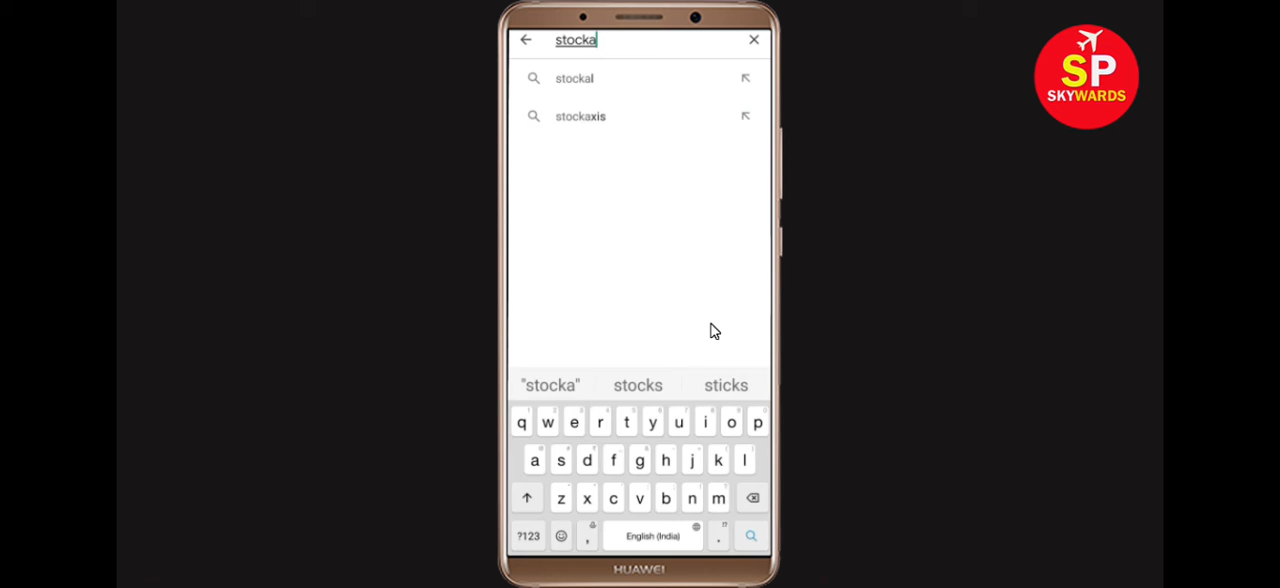 stocka
SP
SKYWARDS
stockal
stockaxis
"stocka" stocks sticks
q w e r t y u i o p
a s d f g h j k l
z x c v b n m
?123 , English (India) .
HUAWEI